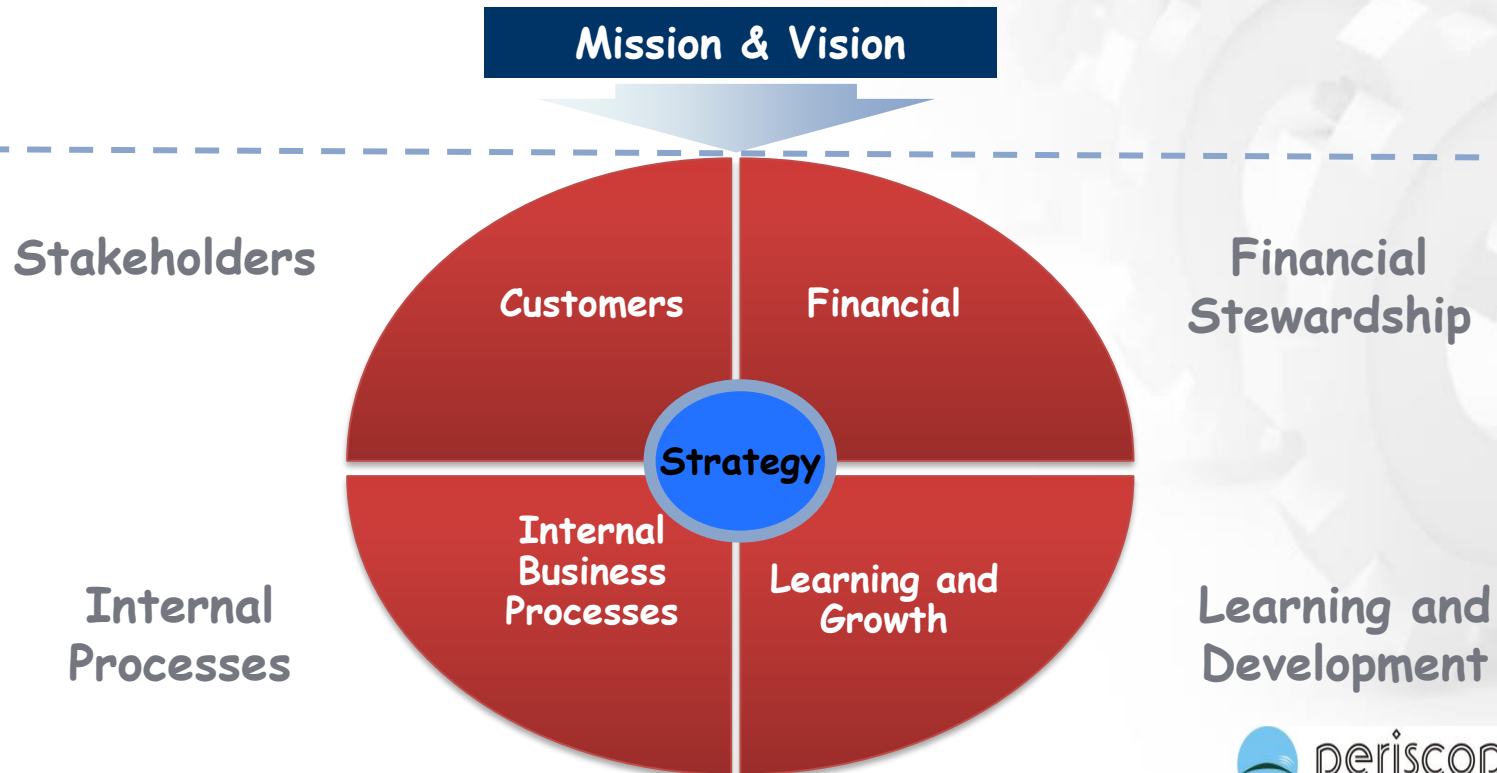 Mission & Vision
Stakeholders
Customers
Financial
Financial
Stewardship
Strategy
Internal
Business
Processes
Learning and
Growth
Internal
Processes
Learning and
Development
periscop